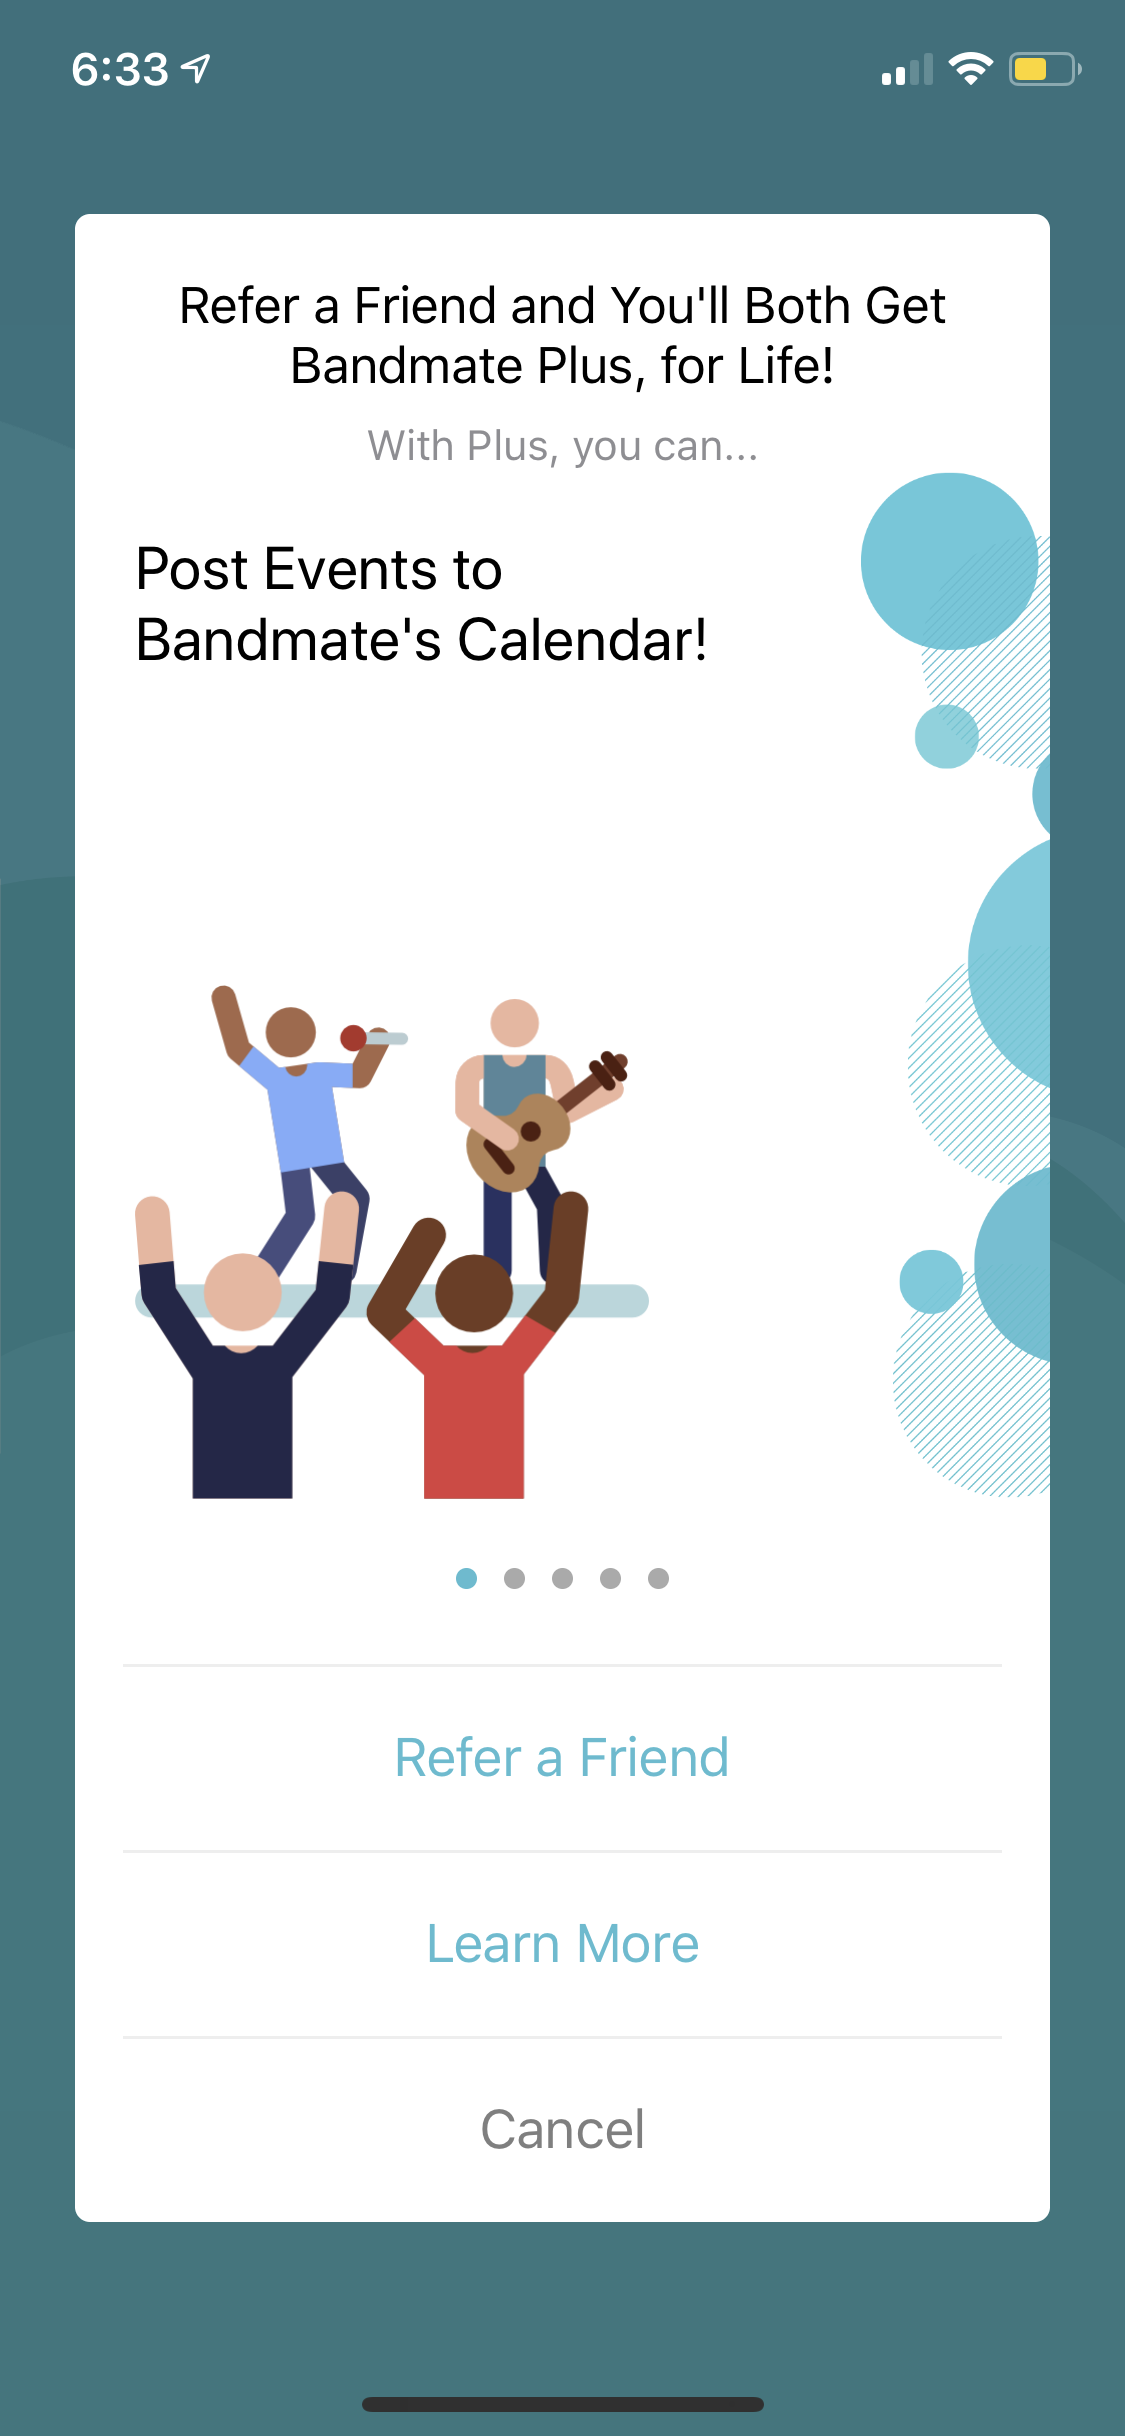 6:33
Refer a Friend and You'll Both Get
Bandmate Plus, for Life!
With Plus, you can...
Post Events to
Bandmate's Calendar!
Refer a Friend
Learn More
Cancel